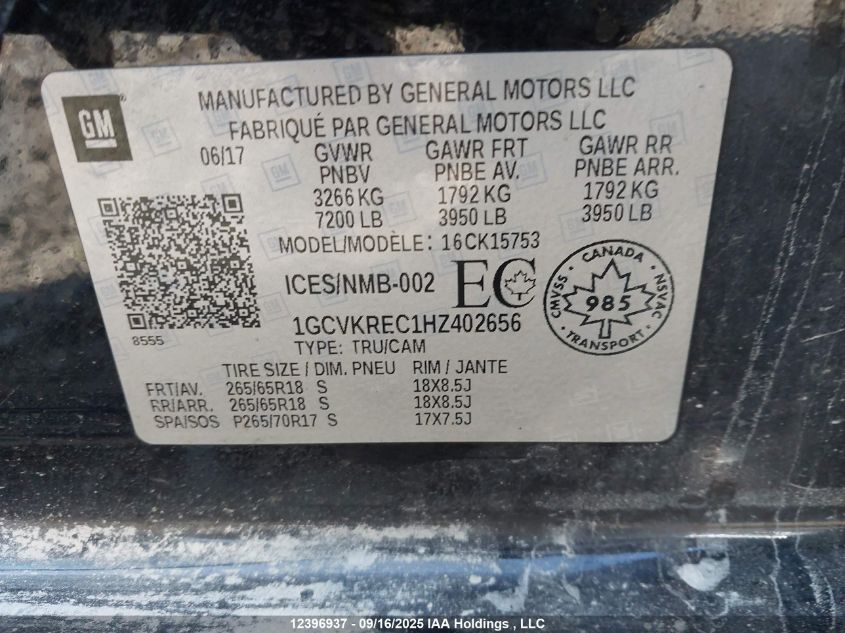 GM
MANUFACTURED BY GENERAL MOTORS LLC
FABRIQUÉ PAR GENERAL MOTORS LLC
06/17 GVWR GAWR FRT GAWR RR
PNBV PNBE AV. PNBE ARR.
3266 KG 1792 KG 1792 KG
7200 LB 3950 LB 3950 LB
MODEL/MODÈLE: 16CK15753
ICES/NMB-002 EC
CANADA
CMVSS 985 NSVAC
TRANSPORT
8555
1GCVKREC1HZ402656
TYPE: TRU/CAM
TIRE SIZE / DIM. PNEU RIM / JANTE
FRT/AV. 265/65R18 S 18X8.5J
RR/ARR. 265/65R18 S 18X8.5J
SPA/SOS P265/70R17 S 17X7.5J
12396937 - 09/16/2025 IAA Holdings , LLC